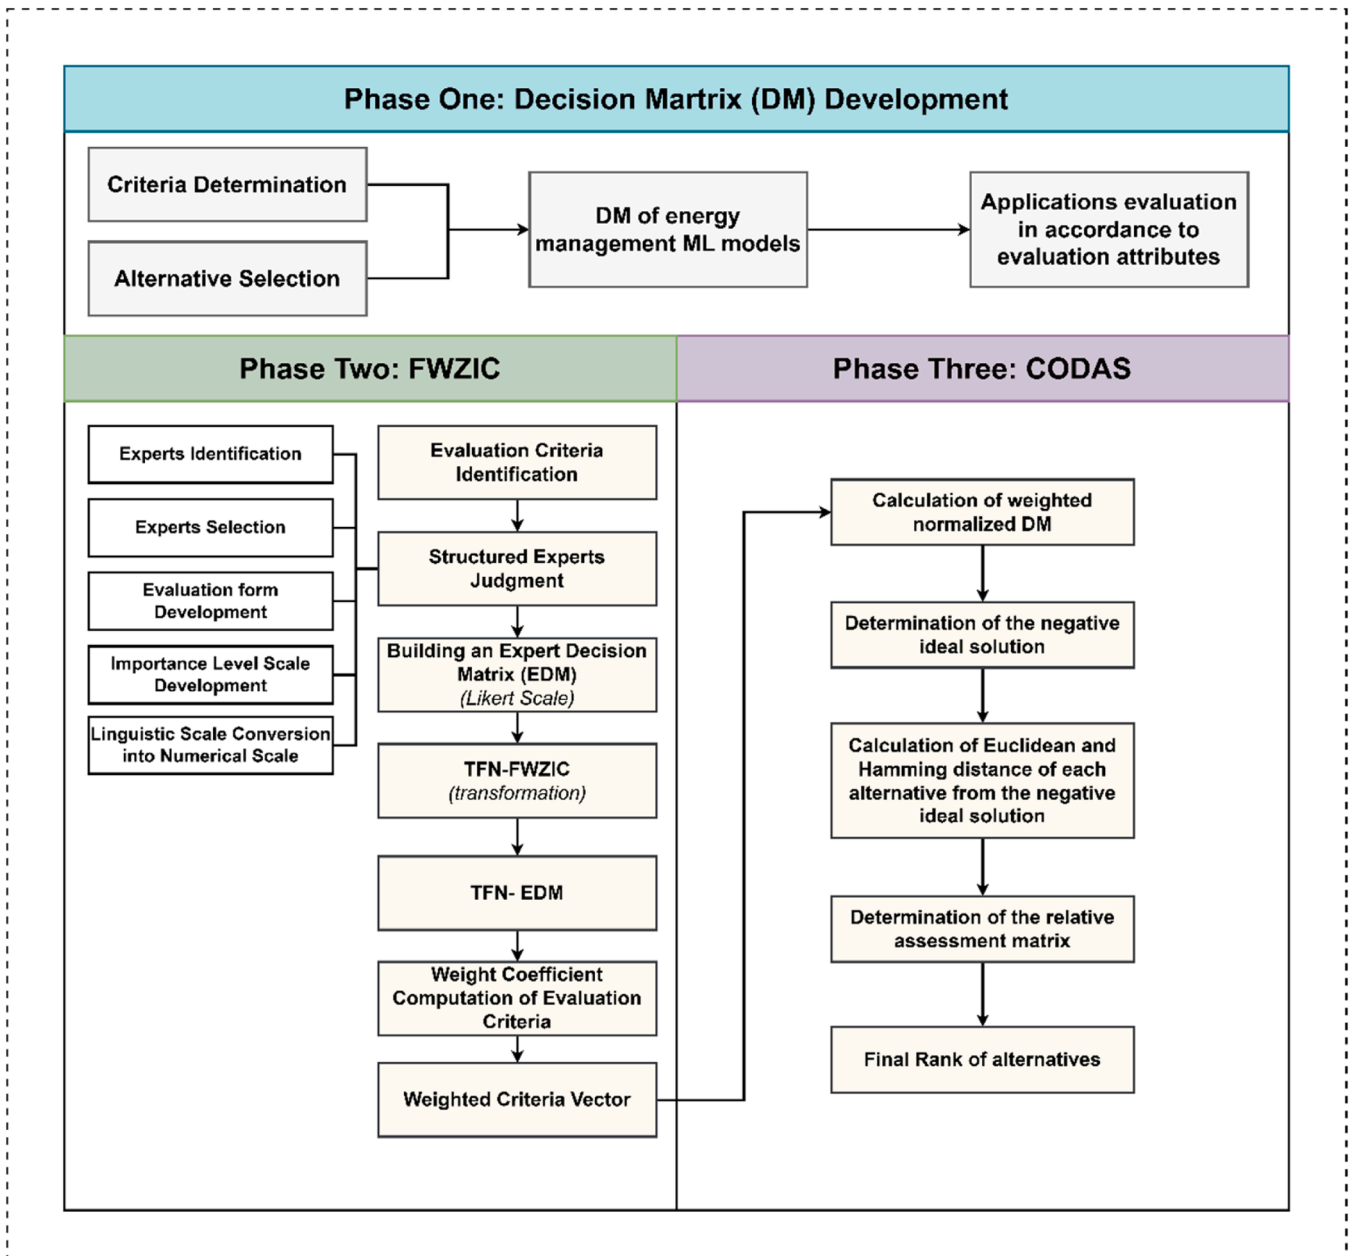 Phase One: Decision Martrix (DM) Development
Criteria Determination
Alternative Selection
DM of energy
management ML models
Applications evaluation
in accordance to
evaluation attributes
Phase Two: FWZIC
Experts Identification
Experts Selection
Evaluation form
Development
Importance Level Scale
Development
Linguistic Scale Conversion
into Numerical Scale
Evaluation Criteria
Identification
Structured Experts
Judgment
Building an Expert Decision
Matrix (EDM)
(Likert Scale)
TFN-FWZIC
(transformation)
TFN- EDM
Weight Coefficient
Computation of Evaluation
Criteria
Weighted Criteria Vector
Phase Three: CODAS
Calculation of weighted
normalized DM
Determination of the negative
ideal solution
Calculation of Euclidean and
Hamming distance of each
alternative from the negative
ideal solution
Determination of the relative
assessment matrix
Final Rank of alternatives